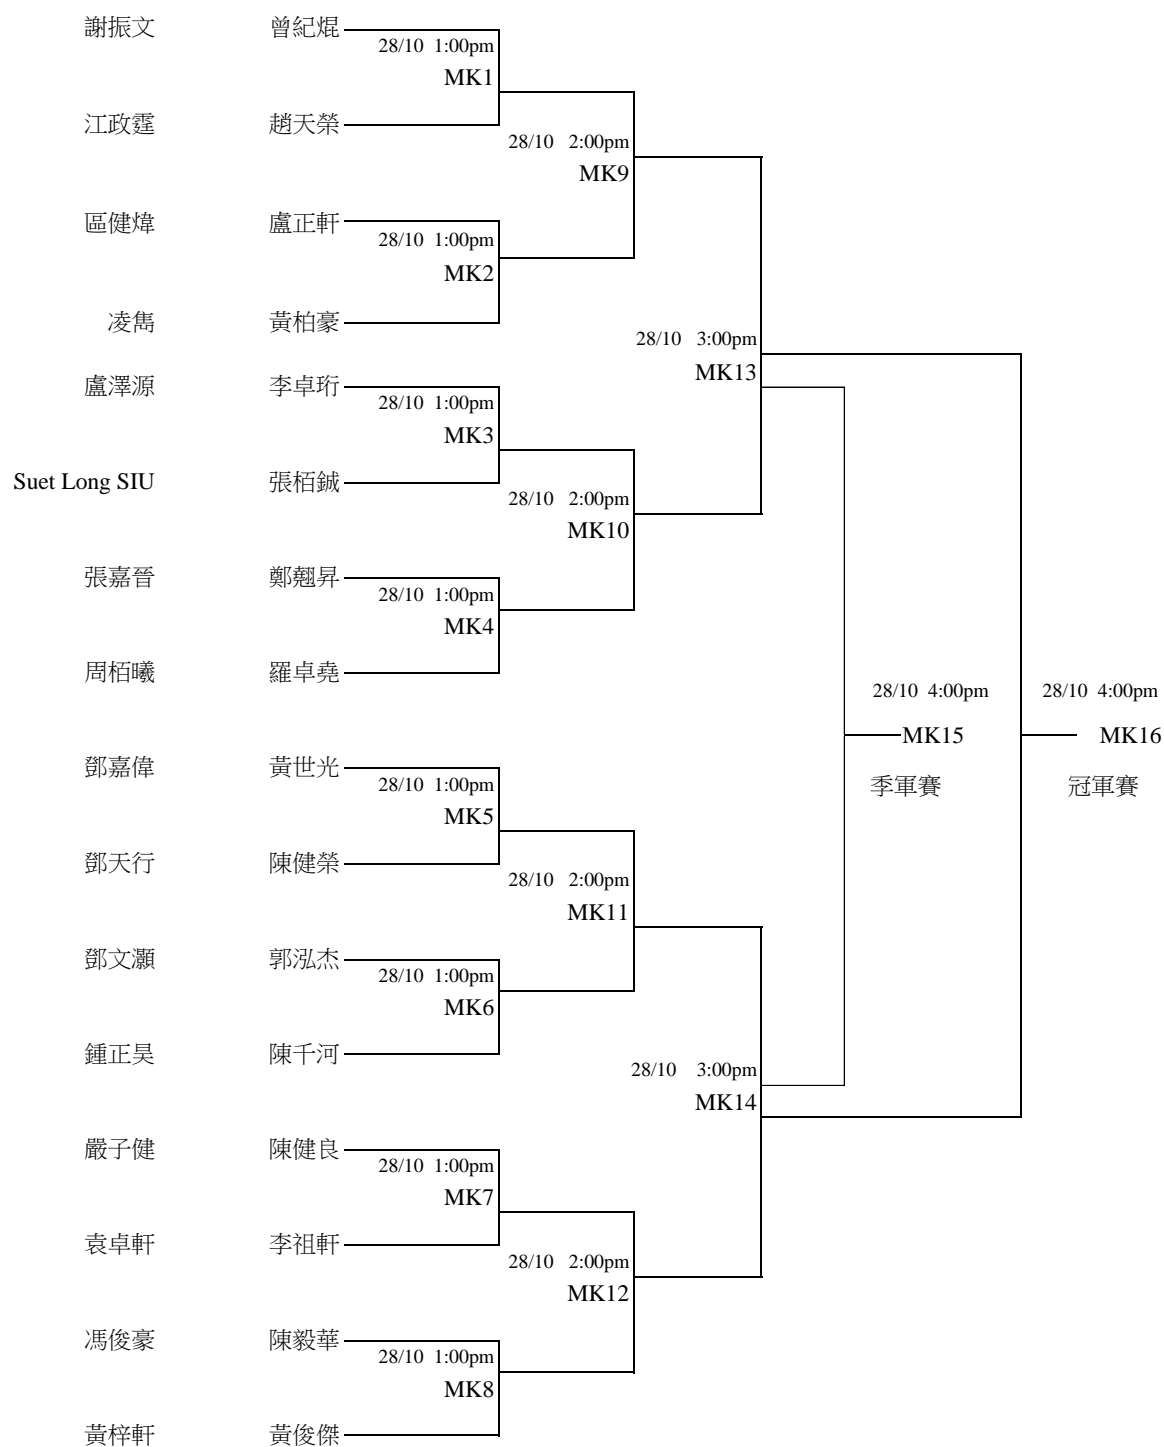 謝振文 曾紀焜
28/10 1:00pm
MK1
江政霆 趙天榮
28/10 2:00pm
MK9
區健煒 盧正軒
28/10 1:00pm
MK2
凌雋 黃柏豪
28/10 3:00pm
MK13
盧澤源 李卓珩
28/10 1:00pm
MK3
Suet Long SIU 張栢鋮
28/10 2:00pm
MK10
張嘉晉 鄭翹昇
28/10 1:00pm
MK4
周栢曦 羅卓堯
28/10 4:00pm 28/10 4:00pm
MK15 MK16
季軍賽 冠軍賽
鄧嘉偉 黃世光
28/10 1:00pm
MK5
鄧天行 陳健榮
28/10 2:00pm
MK11
鄧文灝 郭泓杰
28/10 1:00pm
MK6
鍾正昊 陳千河
28/10 3:00pm
MK14
嚴子健 陳健良
28/10 1:00pm
MK7
袁卓軒 李祖軒
28/10 2:00pm
MK12
馮俊豪 陳毅華
28/10 1:00pm
MK8
黃梓軒 黃俊傑